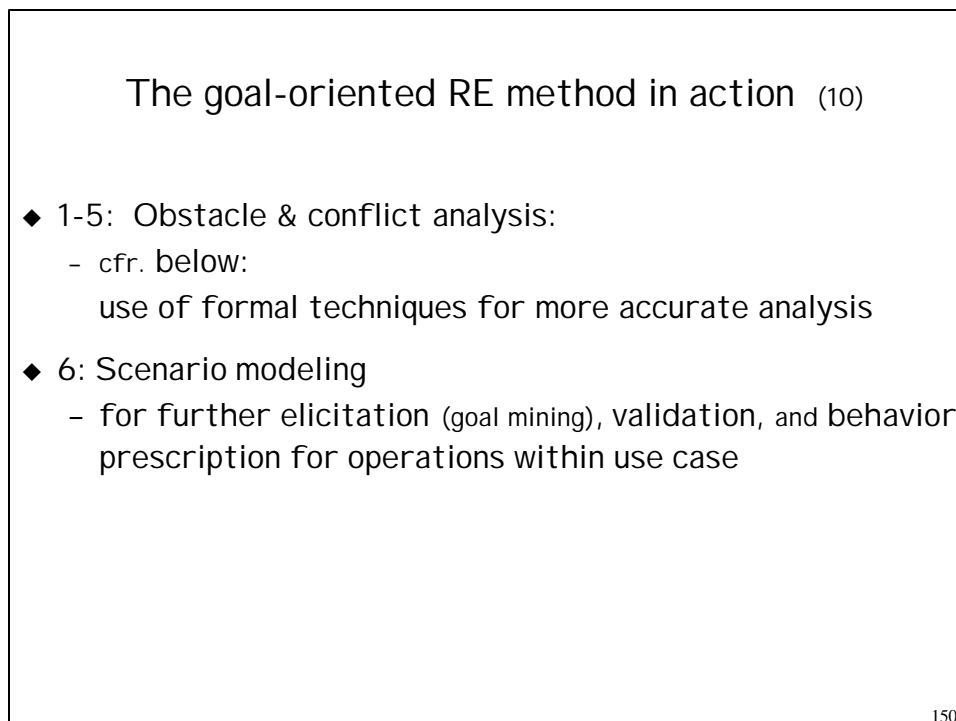 The goal-oriented RE method in action (10)
◆ 1-5: Obstacle & conflict analysis:
– cfr. below:
use of formal techniques for more accurate analysis
◆ 6: Scenario modeling
– for further elicitation (goal mining), validation, and behavior
prescription for operations within use case
150